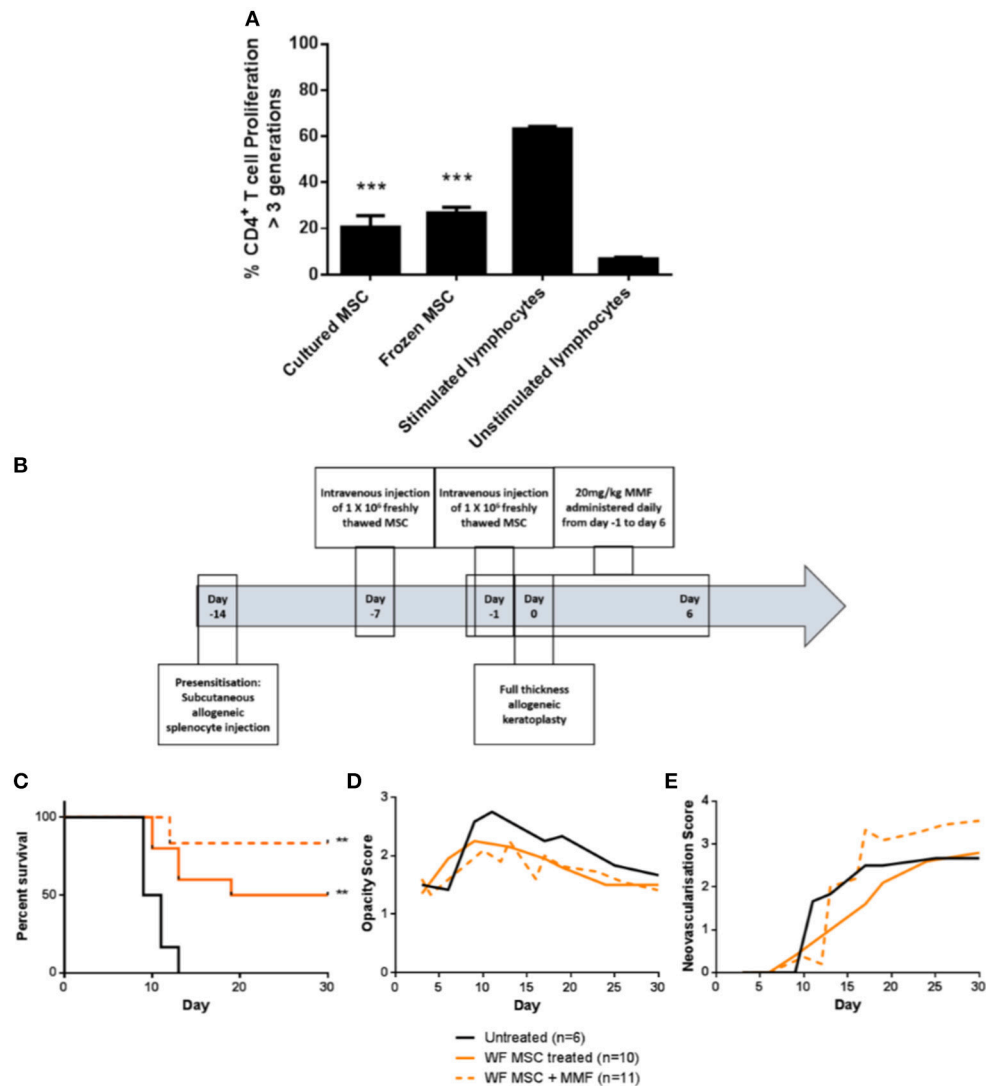 A
% CD4+ T cell Proliferation
> 3 generations
100
80
60
40
20
0
***
***
Cultured MSC
Frozen MSC
Stimulated lymphocytes
Unstimulated lymphocytes
B
Intravenous injection
of 1 X 10⁶ freshly
thawed MSC
Intravenous injection
of 1 X 10⁶ freshly
thawed MSC
20mg/kg MMF
administered daily
from day -1 to day 6
Day
-14
Day
-7
Day
-1
Day
0
Day
6
Presensitisation:
Subcutaneous
allogeneic
splenocyte injection
Full thickness
allogeneic
keratoplasty
C
Percent survival
100
50
0
**
**
0
10
20
30
Day
D
Opacity Score
3
2
1
0
0
5
10
15
20
25
30
Day
E
Neovascularisation Score
4
3
2
1
0
0
5
10
15
20
25
30
Day
Untreated (n=6)
WF MSC treated (n=10)
WF MSC + MMF (n=11)